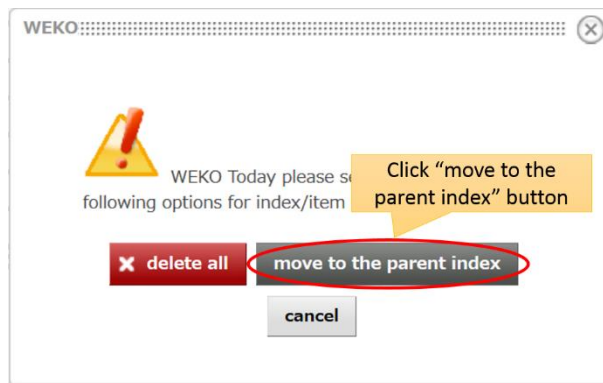 WEKO
WEKO Today please
following options for index/item
Click “move to the
parent index” button
delete all
move to the parent index
cancel